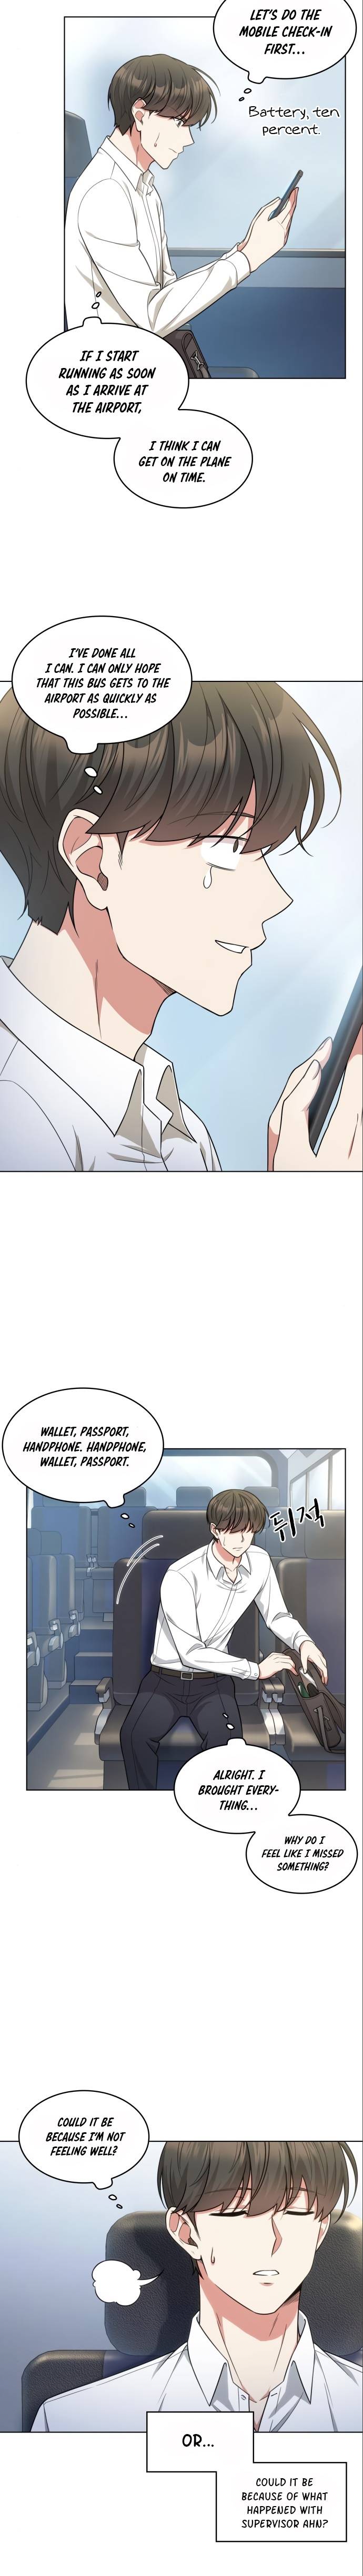 LET'S DO THE
MOBILE CHECK-IN
FIRST...
Battery, ten
percent.
IF I START
RUNNING AS SOON
AS I ARRIVE AT
THE AIRPORT,
I THINK I CAN
GET ON THE PLANE
ON TIME.
I'VE DONE ALL
I CAN. I CAN ONLY HOPE
THAT THIS BUS GETS TO THE
AIRPORT AS QUICKLY AS
POSSIBLE...
WALLET, PASSPORT,
HANDPHONE. HANDPHONE,
WALLET, PASSPORT.
뒤적
ALRIGHT. I
BROUGHT EVERY-
THING...
WHY DO I
FEEL LIKE I MISSED
SOMETHING?
COULD IT BE
BECAUSE I'M NOT
FEELING WELL?
OR...
COULD IT BE
BECAUSE OF WHAT
HAPPENED WITH
SUPERVISOR AHN?